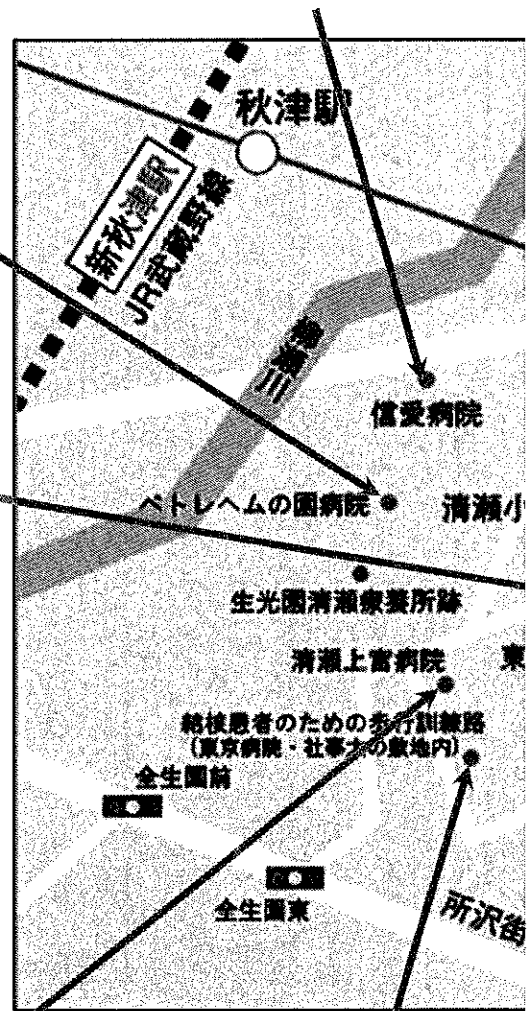 秋津駅
新秋津駅
JR武蔵野線
柳瀬川
信愛病院
ベトレヘムの園病院
清瀬小
生光園清瀬療養所跡
清瀬上宮病院
東
結核患者のための歩行訓練路
(東京病院・社事大の敷地内)
全生園前
全生園東
所沢街